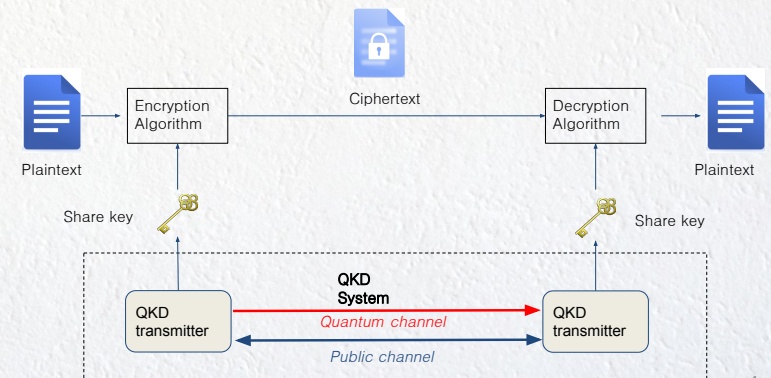 Ciphertext
Encryption
Algorithm
Decryption
Algorithm
Plaintext
Plaintext
Share key
Share key
QKD
System
QKD
transmitter
Quantum channel
QKD
transmitter
Public channel